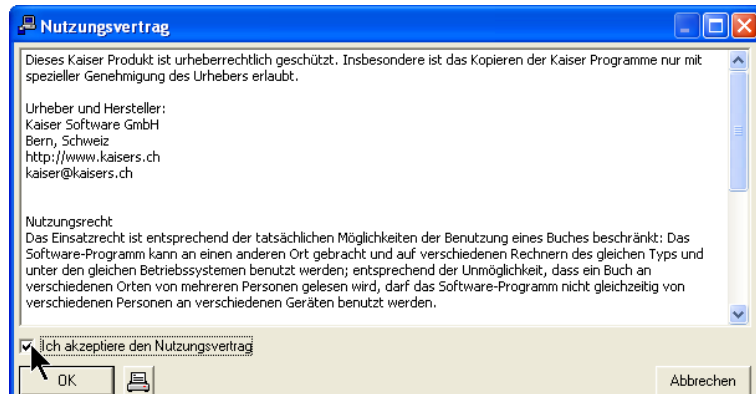 Nutzungsvertrag
Dieses Kaiser Produkt ist urheberrechtlich geschützt. Insbesondere ist das Kopieren der Kaiser Programme nur mit
spezieller Genehmigung des Urhebers erlaubt.
Urheber und Hersteller:
Kaiser Software GmbH
Bern, Schweiz
http://www.kaisers.ch
kaiser@kaisers.ch
Nutzungsrecht
Das Einsatzrecht ist entsprechend der tatsächlichen Möglichkeiten der Benutzung eines Buches beschränkt: Das
Software-Programm kann an einen anderen Ort gebracht und auf verschiedenen Rechnern des gleichen Typs und
unter den gleichen Betriebssystemen benutzt werden; entsprechend der Unmöglichkeit, dass ein Buch an
verschiedenen Orten von mehreren Personen gelesen wird, darf das Software-Programm nicht gleichzeitig von
verschiedenen Personen an verschiedenen Geräten benutzt werden.
Ich akzeptiere den Nutzungsvertrag
OK
Abbrechen